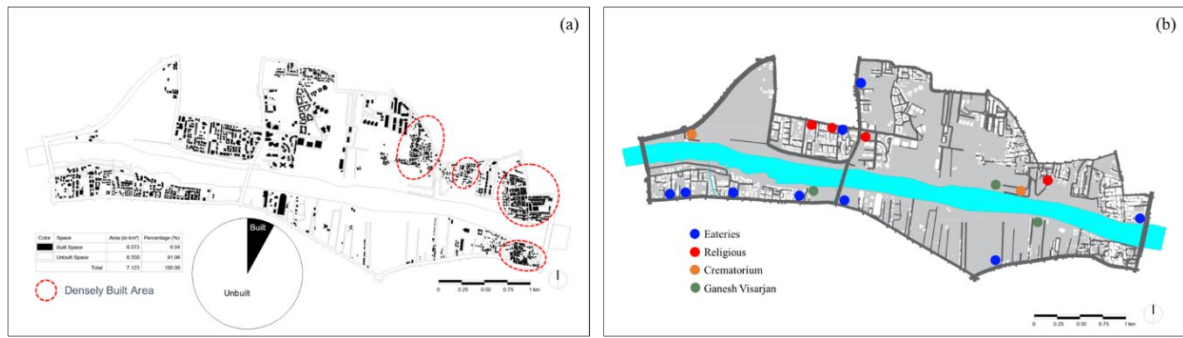 (a)
Built
Unbuilt
Color Space Area (in km²) Percentage (%)
Built Space 0.573 8.04
Unbuilt Space 6.550 91.96
Total 7.123 100.00
Densely Built Area
0 0.25 0.50 0.75 1 km
(b)
Eateries
Religious
Crematorium
Ganesh Visarjan
0 0.25 0.50 0.75 1 km